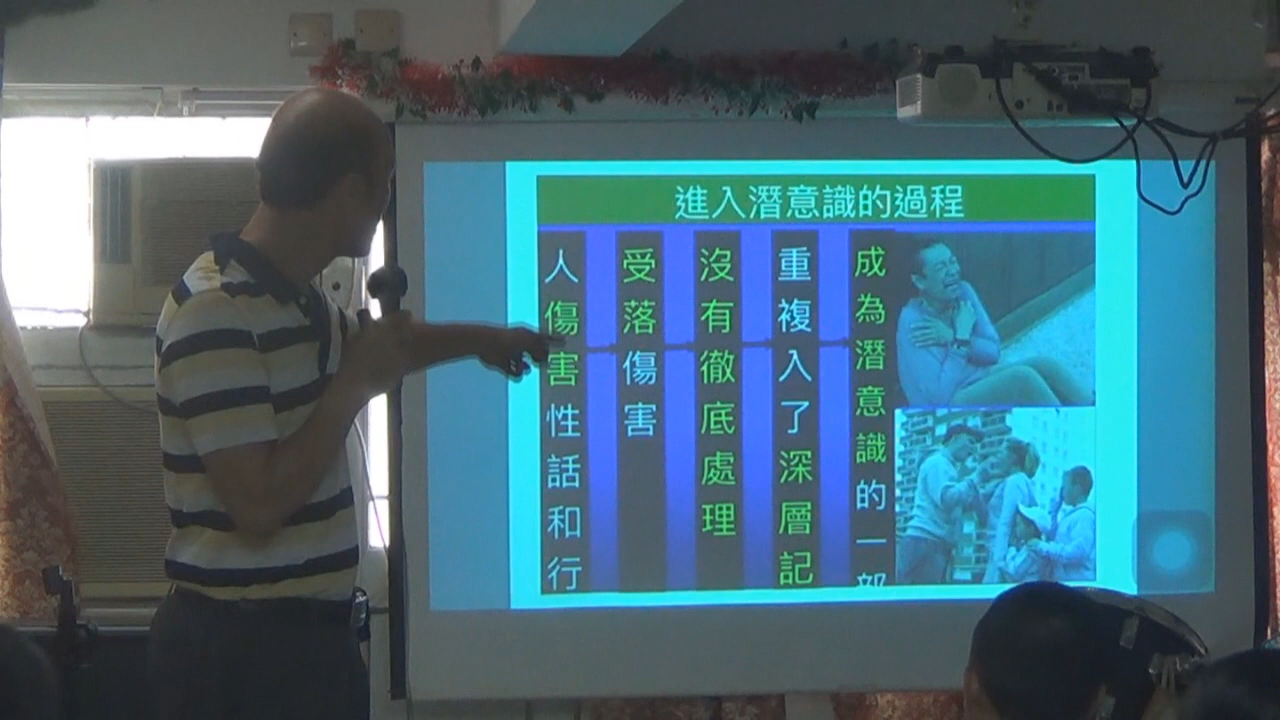 進入潛意識的過程
人傷害性話和行
受落傷害
沒有徹底處理
重複入了深層記
成為潛意識的一部